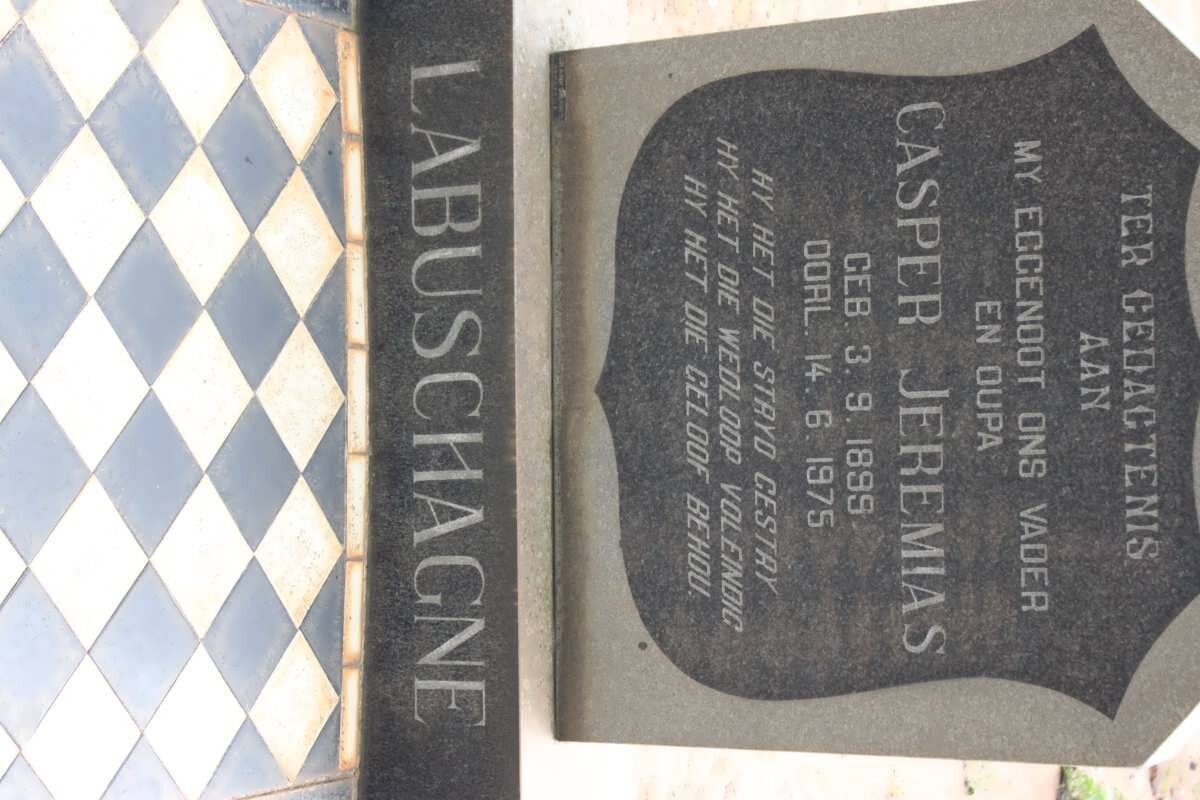 TER GEDAGTENIS
AAN
MY EGGENOOT ONS VADER
EN OUPA
CASPER JEREMIAS
GEB. 3. 9. 1899
OORL. 14. 6. 1975
HY HET DIE STRYD GESTRY
HY HET DIE WEDLOOP VOLEINDIG
HY HET DIE GELOOF BEHOU.
LABUSCHAGNE